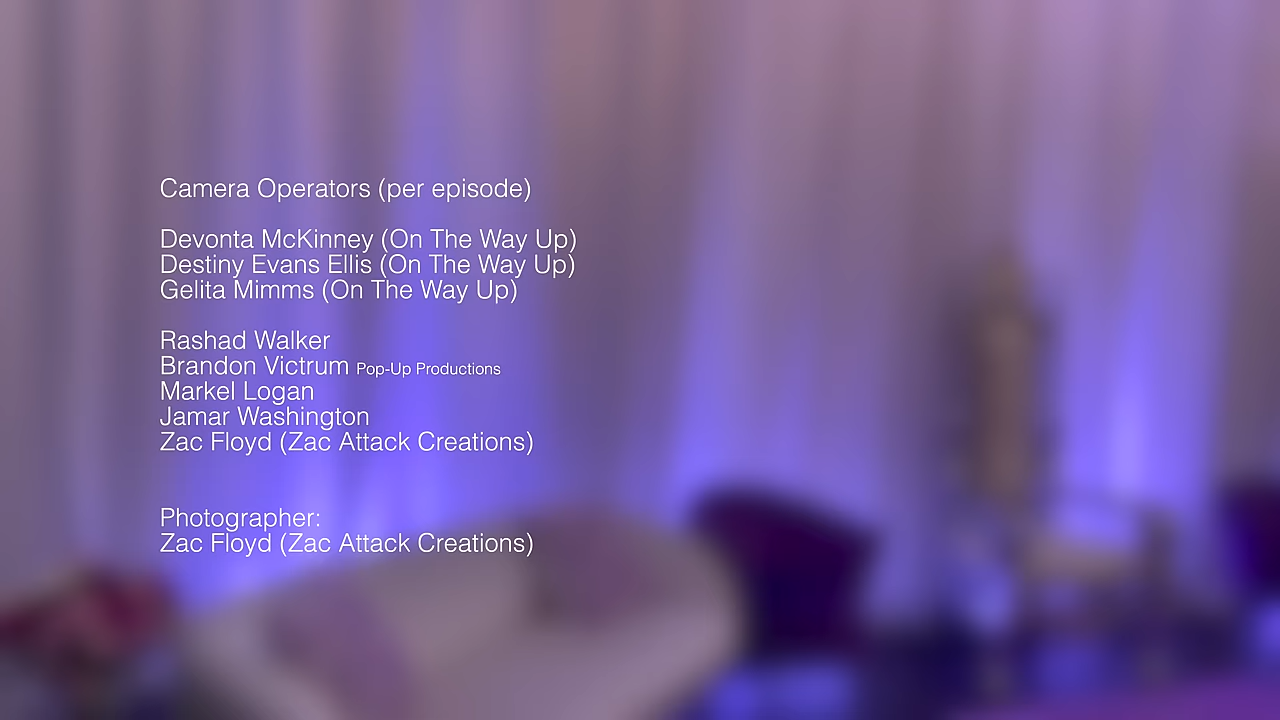 Camera Operators (per episode)
Devonta McKinney (On The Way Up)
Destiny Evans Ellis (On The Way Up)
Gelita Mimms (On The Way Up)
Rashad Walker
Brandon Victrum Pop-Up Productions
Markel Logan
Jamar Washington
Zac Floyd (Zac Attack Creations)
Photographer:
Zac Floyd (Zac Attack Creations)